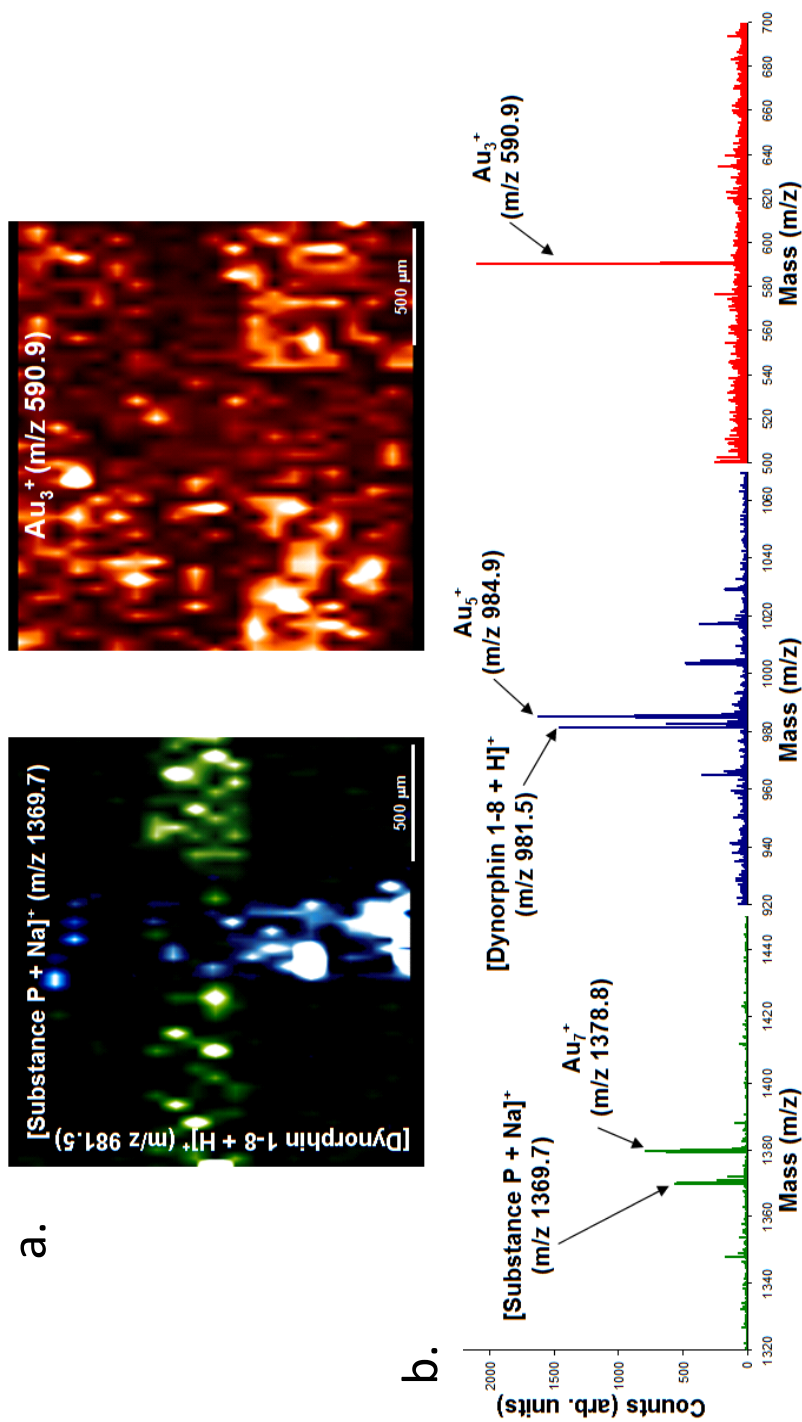 a.
[Substance P + Na]⁺ (m/z 1369.7)
[Dynorphin 1-8 + H]⁺ (m/z 981.5)
500 µm
Au₃⁺ (m/z 590.9)
500 µm
b.
Counts (arb. units)
2000
1500
1000
500
0
[Substance P + Na]⁺
(m/z 1369.7)
Au₇⁺
(m/z 1378.8)
1320 1340 1360 1380 1400 1420 1440
Mass (m/z)
[Dynorphin 1-8 + H]⁺
(m/z 981.5)
Au₅⁺
(m/z 984.9)
920 940 960 980 1000 1020 1040 1060
Mass (m/z)
Au₃⁺
(m/z 590.9)
500 520 540 560 580 600 620 640 660 680 700
Mass (m/z)